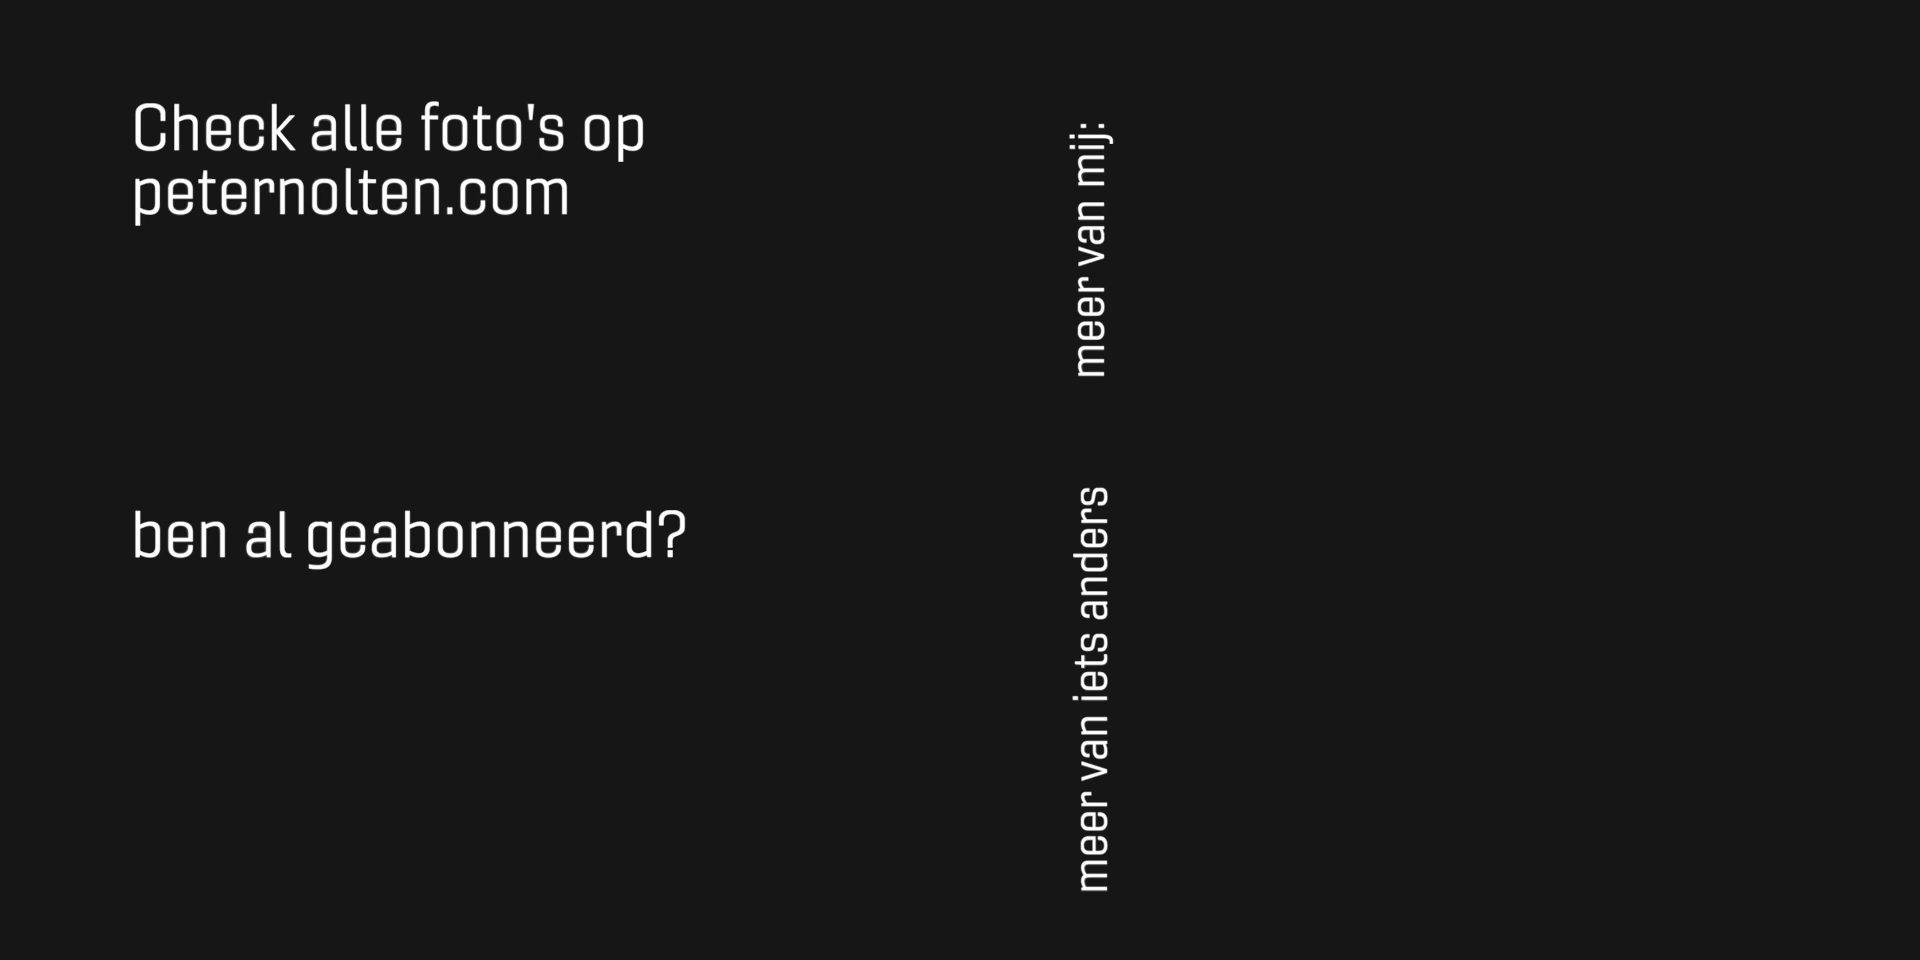 Check alle foto's op
peternolten.com
ben al geabonneerd?
meer van mij:
meer van iets anders